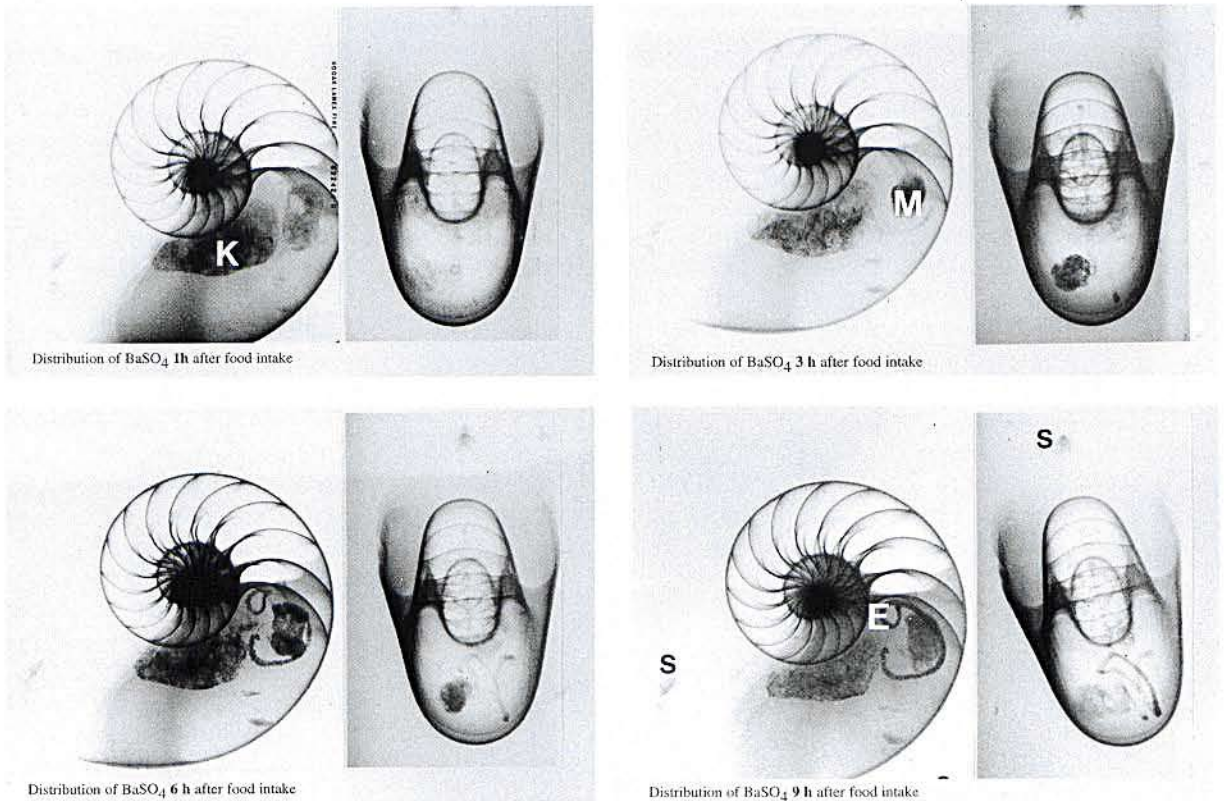 K
Distribution of BaSO4 1h after food intake
M
Distribution of BaSO4 3 h after food intake
Distribution of BaSO4 6 h after food intake
S
E
S
Distribution of BaSO4 9 h after food intake